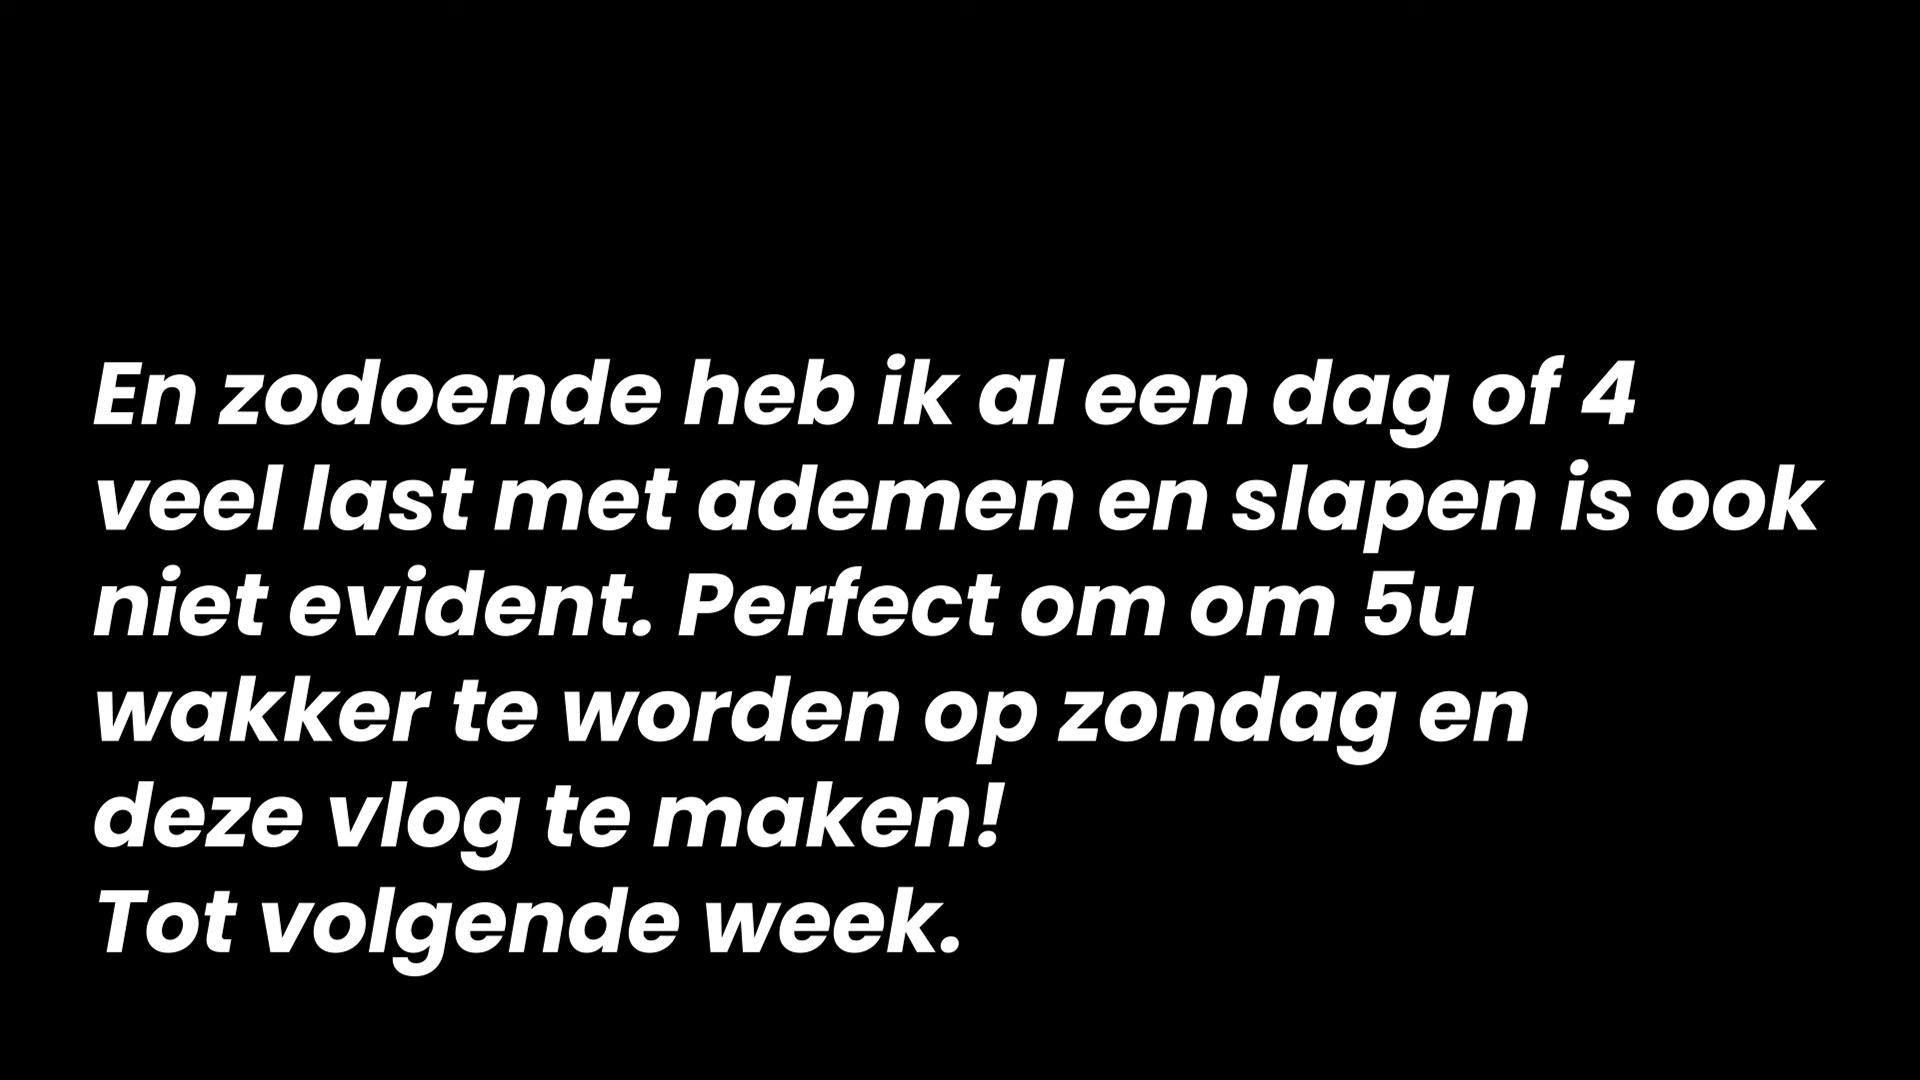 En zodoende heb ik al een dag of 4
veel last met ademen en slapen is ook
niet evident. Perfect om om 5u
wakker te worden op zondag en
deze vlog te maken!
Tot volgende week.